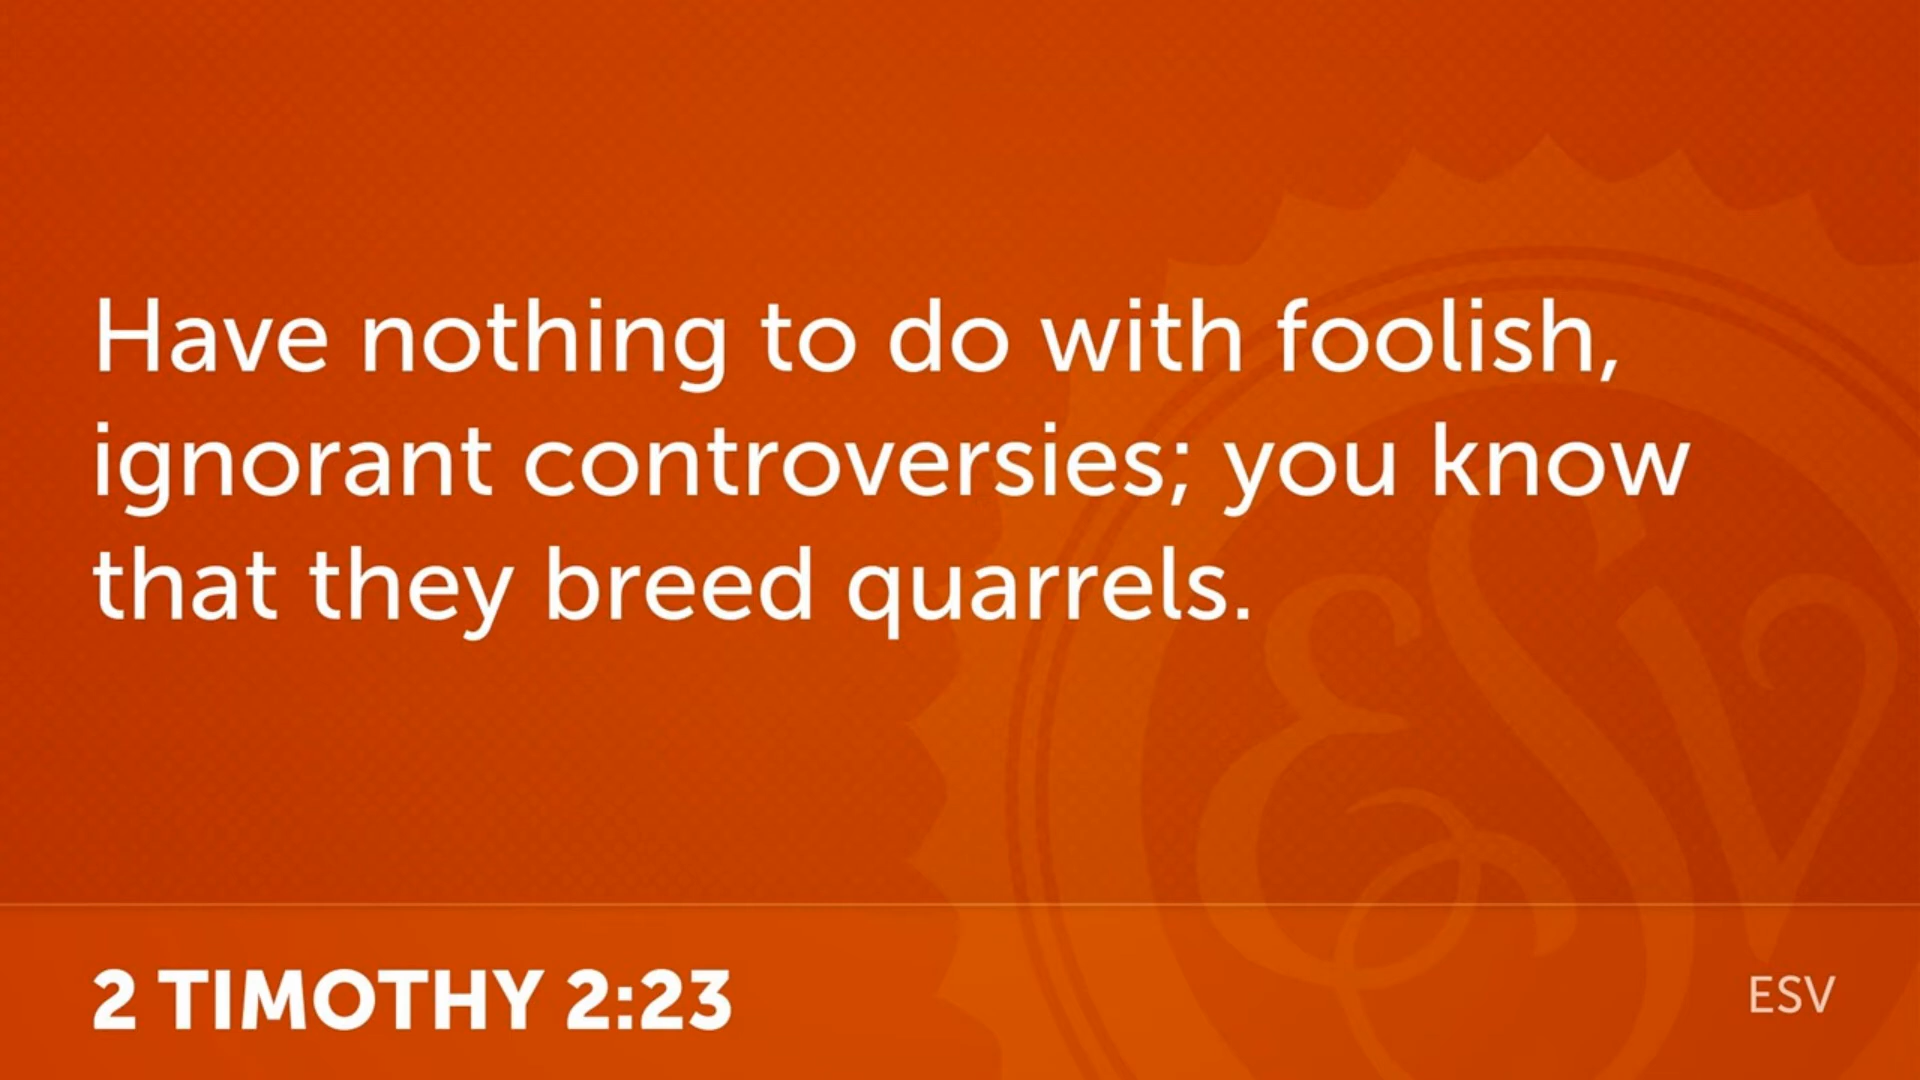 Have nothing to do with foolish,
ignorant controversies; you know
that they breed quarrels.
ESV
2 TIMOTHY 2:23
ESV